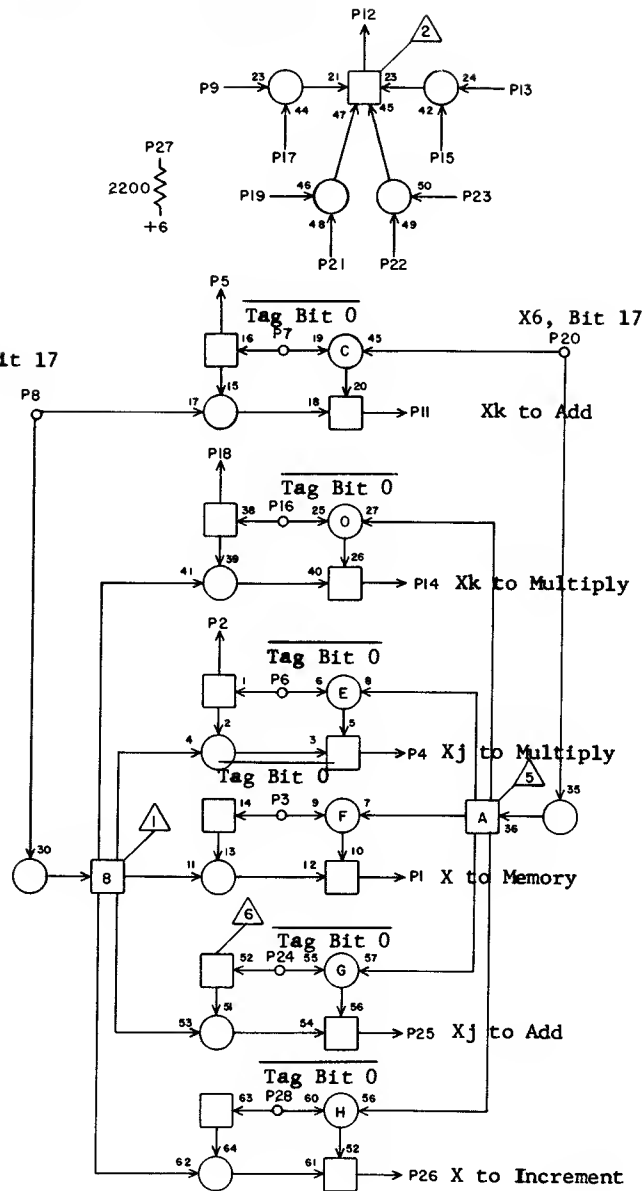 P12
2
P9 23 21 23 24 P13
44 47 45 42
P17 P15
P27
2200
+6
P19 46 50 P23
48 49
P21 P22
P5
Tag Bit 0
X6, Bit 17
16 P7 19 C 45 P20
it 17
P8
15 20
17 18 P11 Xk to Add
P18
Tag Bit 0
38 P16 25 O 27
39 26
41 40 P14 Xk to Multiply
P2
Tag Bit 0
1 P6 6 E 8
2 5
4 3 P4 Xj to Multiply
Tag Bit 0
1 5
14 P3 9 F 7 A 36 35
13 10
30 B 11 12 P1 X to Memory
6
Tag Bit 0
52 P24 55 G 57
51 56
53 54 P25 Xj to Add
Tag Bit 0
63 P28 60 H 56
64 52
62 61 P26 X to Increment